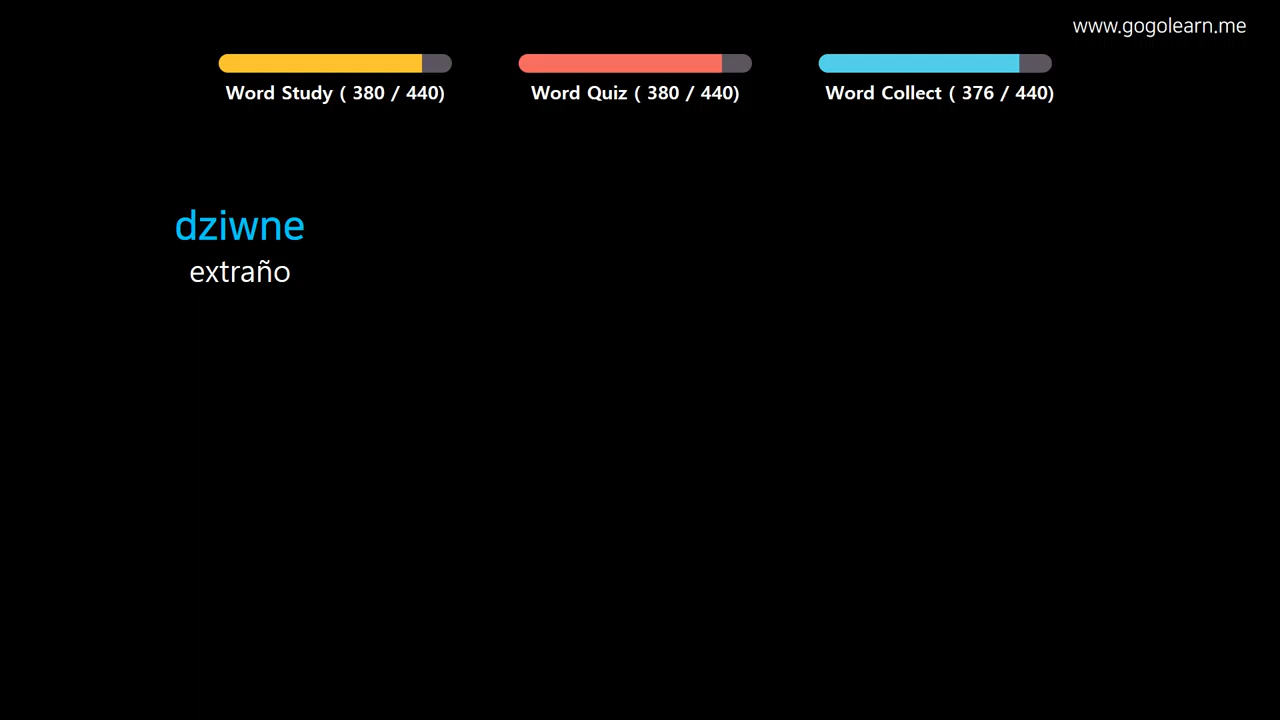 www.gogolearn.me
Word Study ( 380 / 440)
Word Quiz ( 380 / 440)
Word Collect ( 376 / 440)
dziwne
extraño